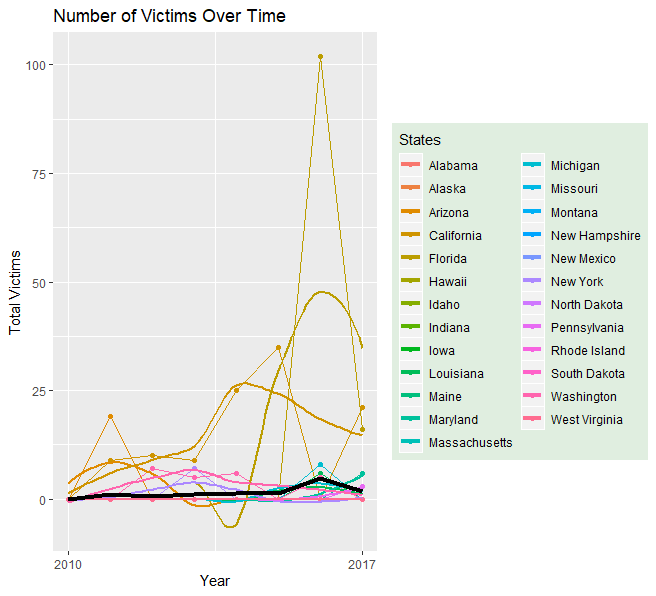 Number of Victims Over Time
100
75
50
25
0
Total Victims
2010
2017
Year
States
Alabama
Alaska
Arizona
California
Florida
Hawaii
Idaho
Indiana
Iowa
Louisiana
Maine
Maryland
Massachusetts
Michigan
Missouri
Montana
New Hampshire
New Mexico
New York
North Dakota
Pennsylvania
Rhode Island
South Dakota
Washington
West Virginia